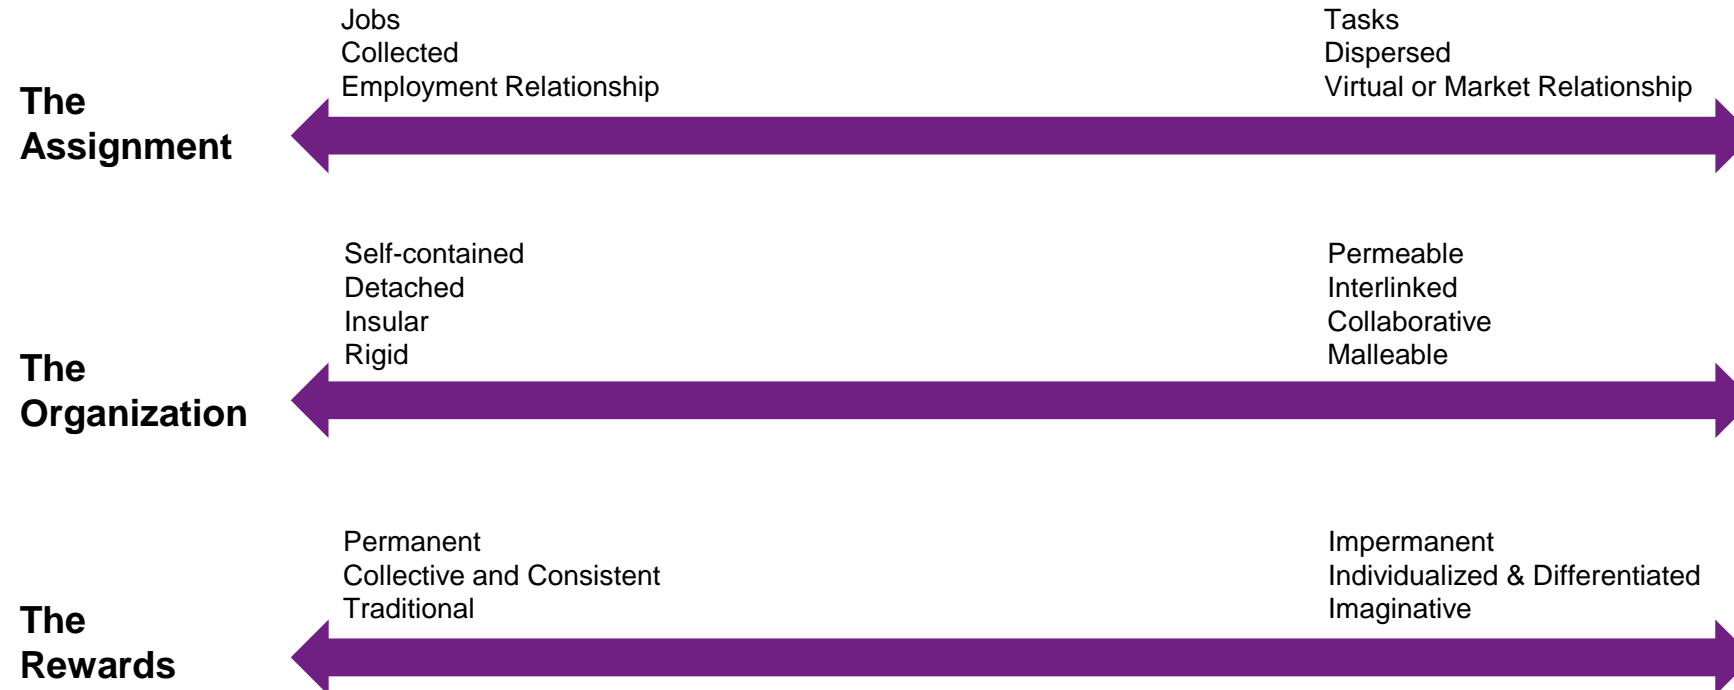 Jobs
Collected
Employment Relationship
Tasks
Dispersed
Virtual or Market Relationship
The
Assignment
Self-contained
Detached
Insular
Rigid
Permeable
Interlinked
Collaborative
Malleable
The
Organization
Permanent
Collective and Consistent
Traditional
Impermanent
Individualized & Differentiated
Imaginative
The
Rewards